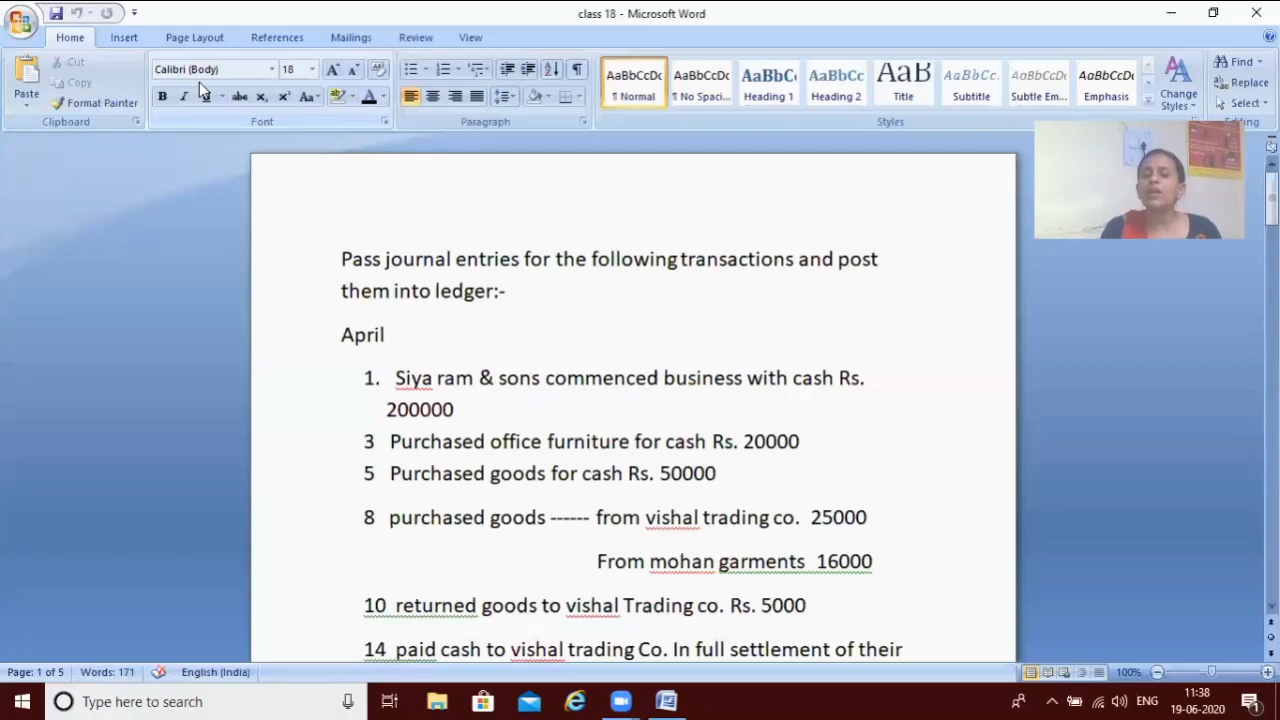 class 18 - Microsoft Word
Home Insert Page Layout References Mailings Review View
Paste
Cut
Copy
Format Painter
Clipboard
Calibri (Body) 18
Font
Paragraph
AaBbCcDc AaBbCcDc AaBbC AaBbCc AaB AaBbCc. AaBbCcDc AaBbCcDc
¶ Normal ¶ No Spaci... Heading 1 Heading 2 Title Subtitle Subtle Em... Emphasis
Styles
Change Styles
Find
Replace
Select
Editing
Pass journal entries for the following transactions and post
them into ledger:-
April
1. Siya ram & sons commenced business with cash Rs.
200000
3 Purchased office furniture for cash Rs. 20000
5 Purchased goods for cash Rs. 50000
8 purchased goods ------ from vishal trading co. 25000
From mohan garments 16000
10 returned goods to vishal Trading co. Rs. 5000
14 paid cash to vishal trading Co. In full settlement of their
Page: 1 of 5 Words: 171 English (India) 100%
Type here to search
ENG
11:38
19-06-2020